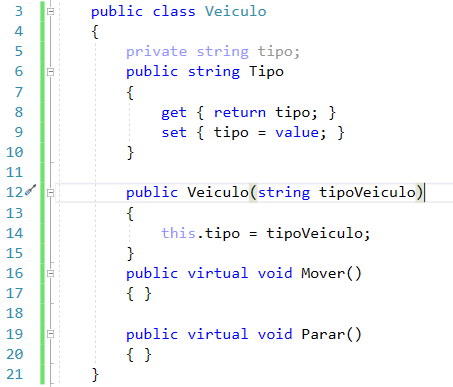 3 public class Veiculo
4 {
5 private string tipo;
6 public string Tipo
7 {
8 get { return tipo; }
9 set { tipo = value; }
10 }
11
12 public Veiculo(string tipoVeiculo)
13 {
14 this.tipo = tipoVeiculo;
15 }
16 public virtual void Mover()
17 { }
18
19 public virtual void Parar()
20 { }
21 }